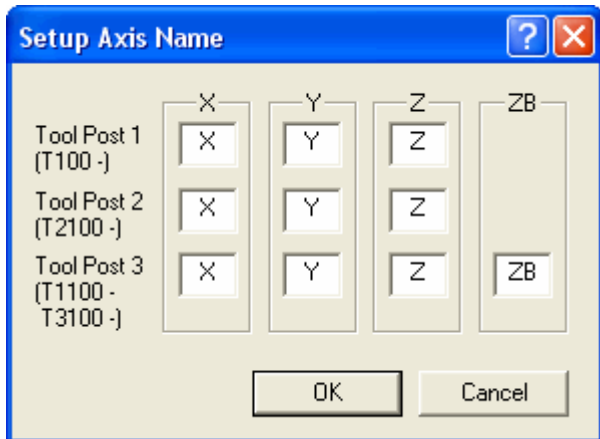 Setup Axis Name
X Y Z ZB
Tool Post 1
(T100 -)
X Y Z
Tool Post 2
(T2100 -)
X Y Z
Tool Post 3
(T1100 -
T3100 -)
X Y Z ZB
OK Cancel